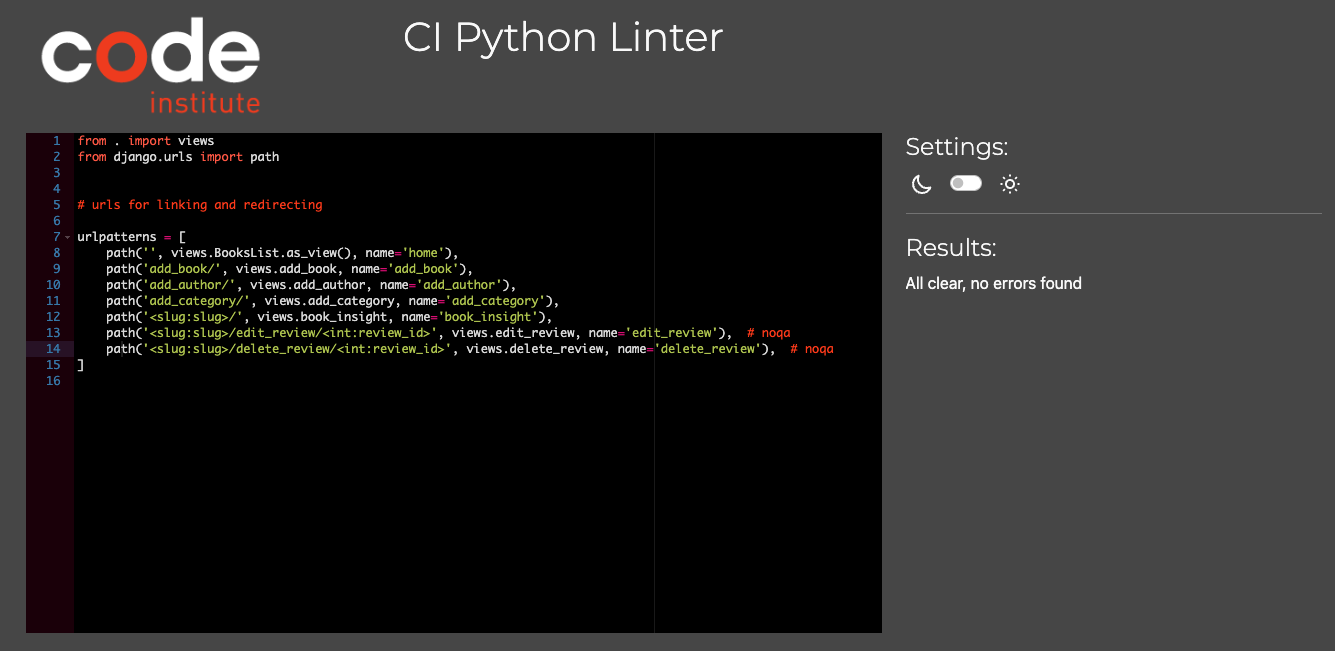 code
institute
CI Python Linter
1 from . import views
2 from django.urls import path
3
4
5 # urls for linking and redirecting
6
7 urlpatterns = [
8     path('', views.BooksList.as_view(), name='home'),
9     path('add_book/', views.add_book, name='add_book'),
10     path('add_author/', views.add_author, name='add_author'),
11     path('add_category/', views.add_category, name='add_category'),
12     path('<slug:slug>/', views.book_insight, name='book_insight'),
13     path('<slug:slug>/edit_review/<int:review_id>', views.edit_review, name='edit_review'),  # noqa
14     path('<slug:slug>/delete_review/<int:review_id>', views.delete_review, name='delete_review'),  # noqa
15 ]
16
Settings:
Results:
All clear, no errors found